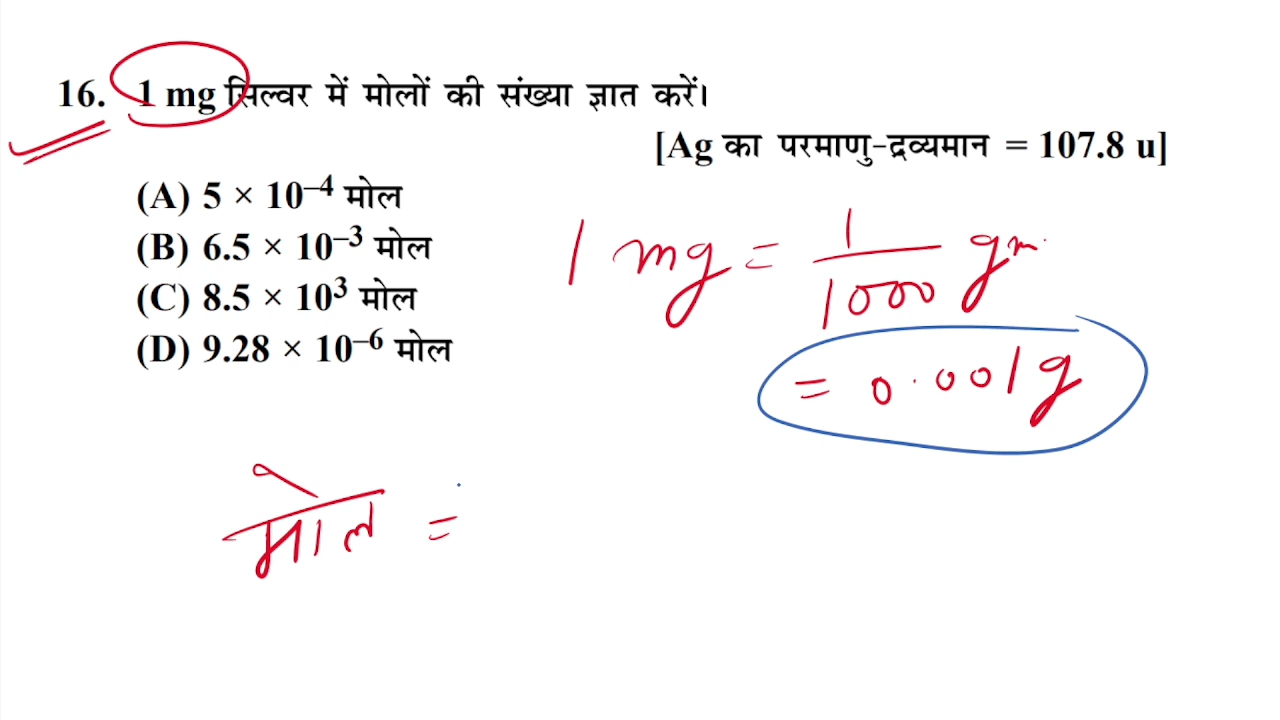 16. 1 mg सिल्वर में मोलों की संख्या ज्ञात करें।
[Ag का परमाणु-द्रव्यमान = 107.8 u]
(A) 5 × 10⁻⁴ मोल
(B) 6.5 × 10⁻³ मोल
(C) 8.5 × 10³ मोल
(D) 9.28 × 10⁻⁶ मोल
1 mg = 1/1000 gm.
= 0.001 g
मोल =